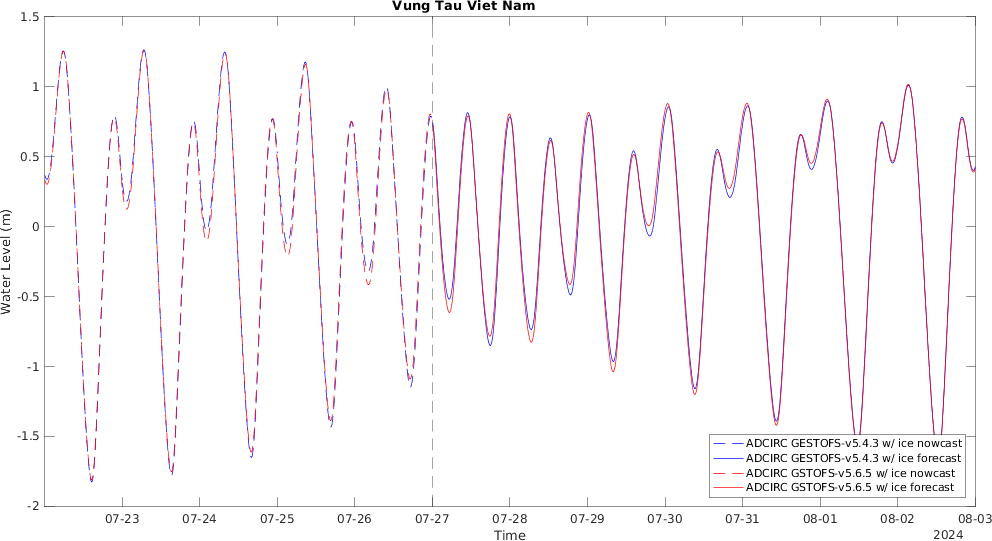 Vung Tau Viet Nam
1.5
1
0.5
0
-0.5
-1
-1.5
-2
Water Level (m)
07-23 07-24 07-25 07-26 07-27 07-28 07-29 07-30 07-31 08-01 08-02 08-03
Time
2024
ADCIRC GESTOFS-v5.4.3 w/ ice nowcast
ADCIRC GESTOFS-v5.4.3 w/ ice forecast
ADCIRC GSTOFS-v5.6.5 w/ ice nowcast
ADCIRC GSTOFS-v5.6.5 w/ ice forecast